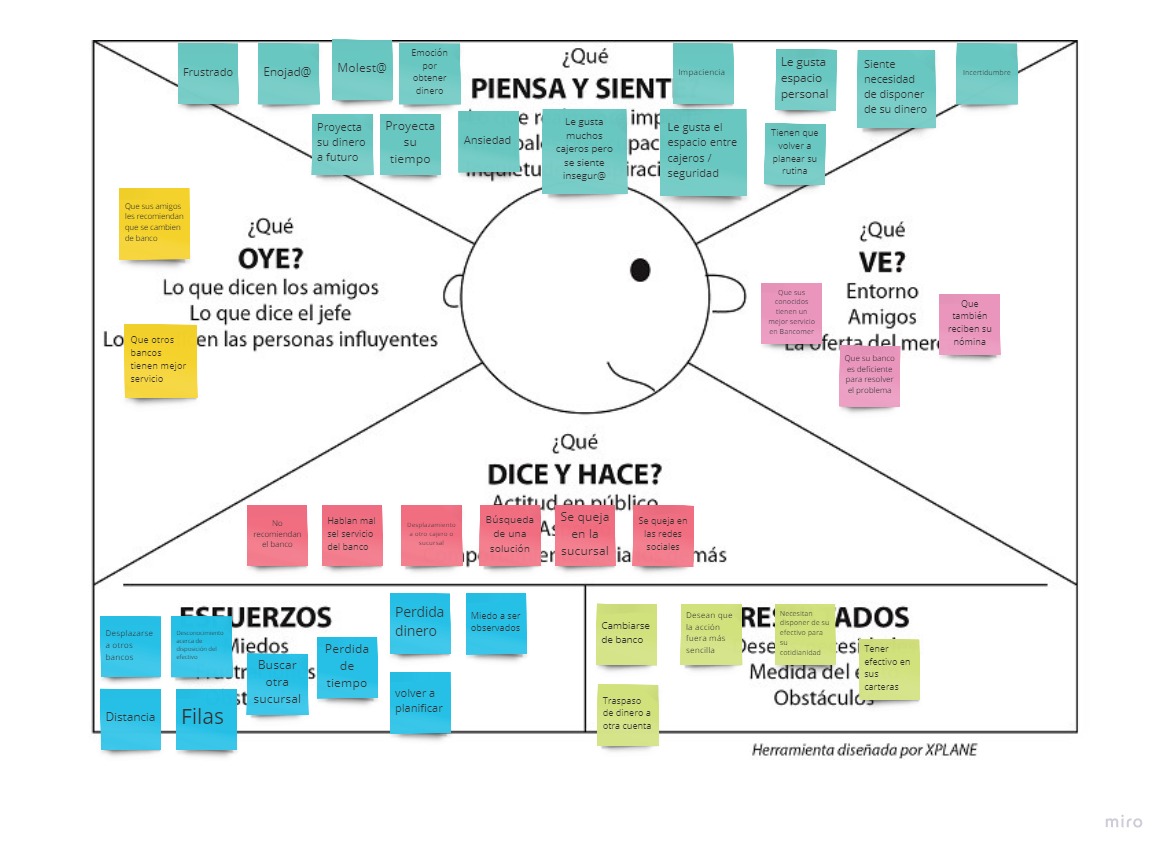 ¿Qué
PIENSA Y SIENT
Frustrado
Enojad@
Molest@
Emoción
por
obtener
dinero
Impaciencia
Le gusta
espacio
personal
Siente
necesidad
de disponer
de su dinero
Incertidumbre
Proyecta
su dinero
a futuro
Proyecta
su
tiempo
Ansiedad
Le gusta
muchos
cajeros pero
se siente
insegur@
Le gusta el
espacio entre
cajeros /
seguridad
Tienen que
volver a
planear su
rutina
Que sus amigos
les recomiendan
que se cambien
de banco
¿Qué
OYE?
Lo que dicen los amigos
Lo que dice el jefe
Lo en las personas influyentes
Que otros
bancos
tienen mejor
servicio
¿Qué
VE?
Entorno
Amigos
La oferta del mer
Que sus
conocidos
tienen un
mejor servicio
en Bancomer
Que
también
reciben su
nómina
Que su banco
es deficiente
para resolver
el problema
¿Qué
DICE Y HACE?
Actitud en público
más
No
recomiendan
el banco
Hablan mal
sel servicio
del banco
Desplazamiento
a otro cajero o
sucursal
Búsqueda
de una
solución
Se queja
en la
sucursal
Se queja en
las redes
sociales
ESFUERZOS
Miedos
Desplazarse
a otros
bancos
Desconocimiento
acerca de
disposición del
efectivo
Buscar
otra
sucursal
Perdida
de
tiempo
Perdida
dinero
Miedo a ser
observados
Distancia
Filas
volver a
planificar
RES ADOS
Medida del é
Obstáculos
Cambiarse
de banco
Desean que
la acción
fuera más
sencilla
Necesitan
disponer de su
efectivo para
su
cotidianidad
Tener
efectivo en
sus
carteras
Traspaso
de dinero a
otra cuenta
Herramienta diseñada por XPLANE
miro